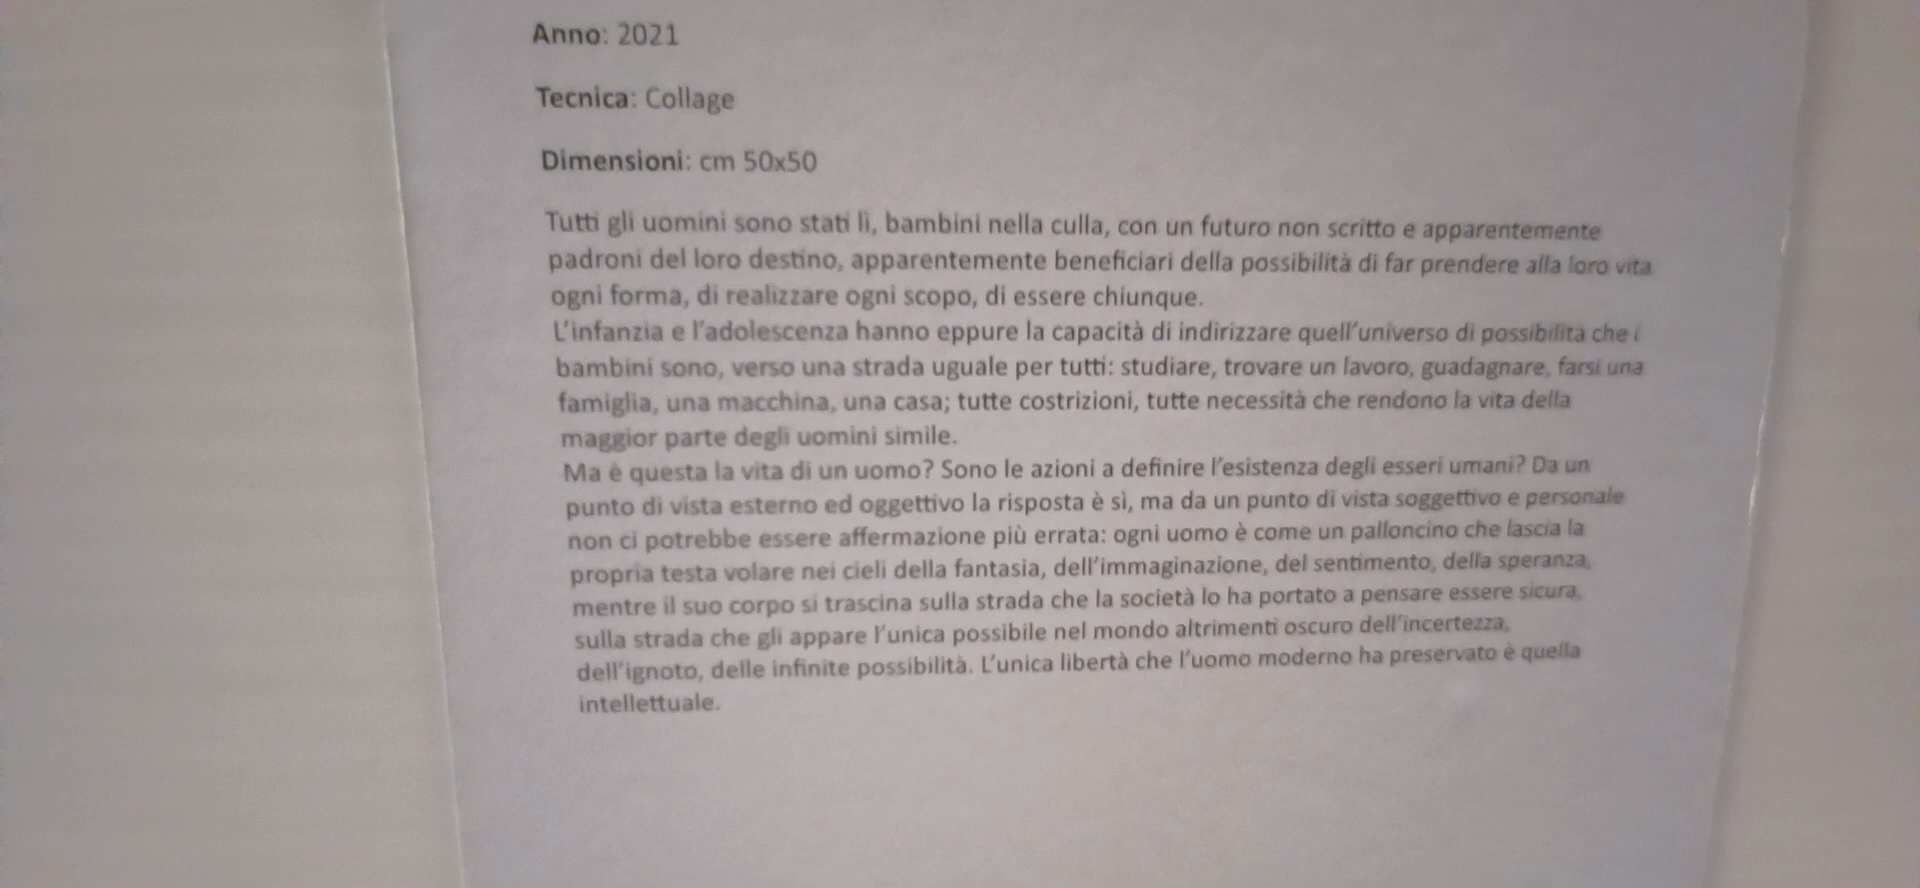 Anno: 2021
Tecnica: Collage
Dimensioni: cm 50x50
Tutti gli uomini sono stati lì, bambini nella culla, con un futuro non scritto e apparentemente
padroni del loro destino, apparentemente beneficiari della possibilità di far prendere alla loro vita
ogni forma, di realizzare ogni scopo, di essere chiunque.
L'infanzia e l'adolescenza hanno eppure la capacità di indirizzare quell'universo di possibilità che i
bambini sono, verso una strada uguale per tutti: studiare, trovare un lavoro, guadagnare, farsi una
famiglia, una macchina, una casa; tutte costrizioni, tutte necessità che rendono la vita della
maggior parte degli uomini simile.
Ma è questa la vita di un uomo? Sono le azioni a definire l'esistenza degli esseri umani? Da un
punto di vista esterno ed oggettivo la risposta è sì, ma da un punto di vista soggettivo e personale
non ci potrebbe essere affermazione più errata: ogni uomo è come un palloncino che lascia la
propria testa volare nei cieli della fantasia, dell'immaginazione, del sentimento, della speranza,
mentre il suo corpo si trascina sulla strada che la società lo ha portato a pensare essere sicura,
sulla strada che gli appare l'unica possibile nel mondo altrimenti oscuro dell'incertezza,
dell'ignoto, delle infinite possibilità. L'unica libertà che l'uomo moderno ha preservato è quella
intellettuale.